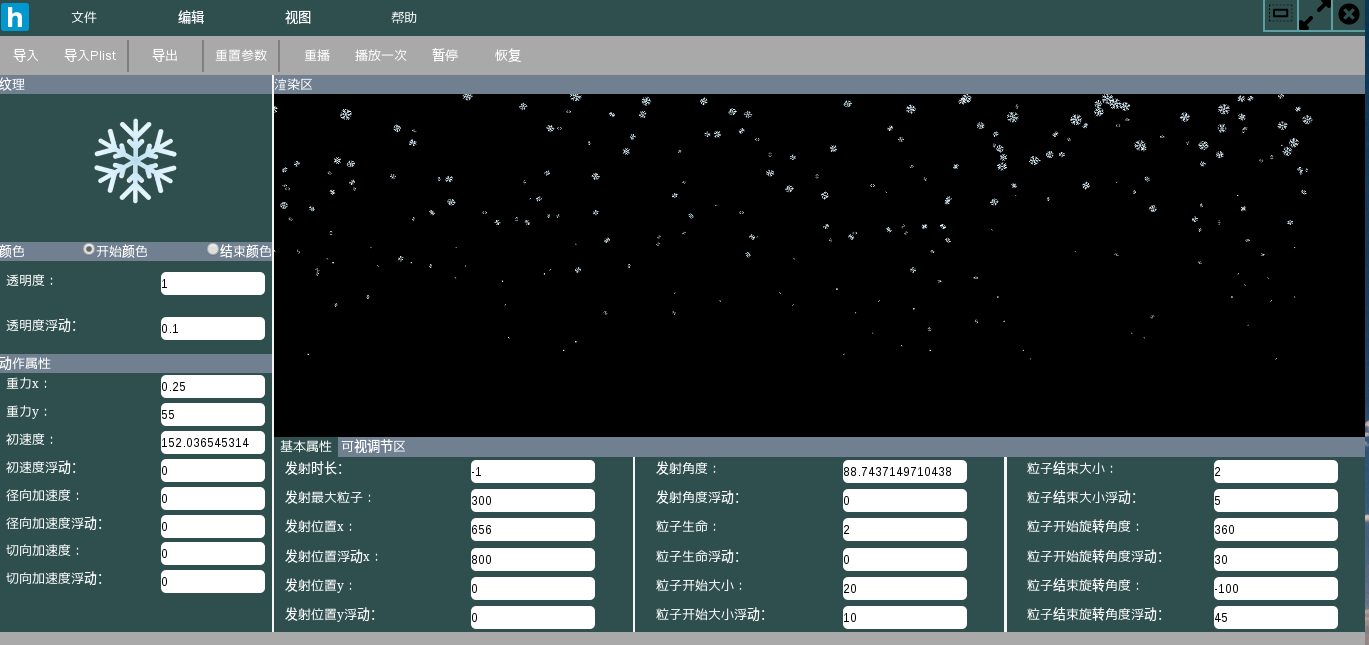 h 文件 编辑 视图 帮助
导入 导入Plist 导出 重置参数 重播 播放一次 暂停 恢复
纹理
渲染区
颜色 开始颜色 结束颜色
透明度： 1
透明度浮动： 0.1
动作属性
重力x： 0.25
重力y： 55
初速度： 152.036545314
初速度浮动： 0
径向加速度： 0
径向加速度浮动： 0
切向加速度： 0
切向加速度浮动： 0
基本属性 可视调节区
发射时长： -1
发射最大粒子： 300
发射位置x： 656
发射位置浮动x： 800
发射位置y： 0
发射位置y浮动： 0
发射角度： 88.7437149710438
发射角度浮动： 0
粒子生命： 2
粒子生命浮动： 0
粒子开始大小： 20
粒子开始大小浮动： 10
粒子结束大小： 2
粒子结束大小浮动： 5
粒子开始旋转角度： 360
粒子开始旋转角度浮动： 30
粒子结束旋转角度： -100
粒子结束旋转角度浮动： 45